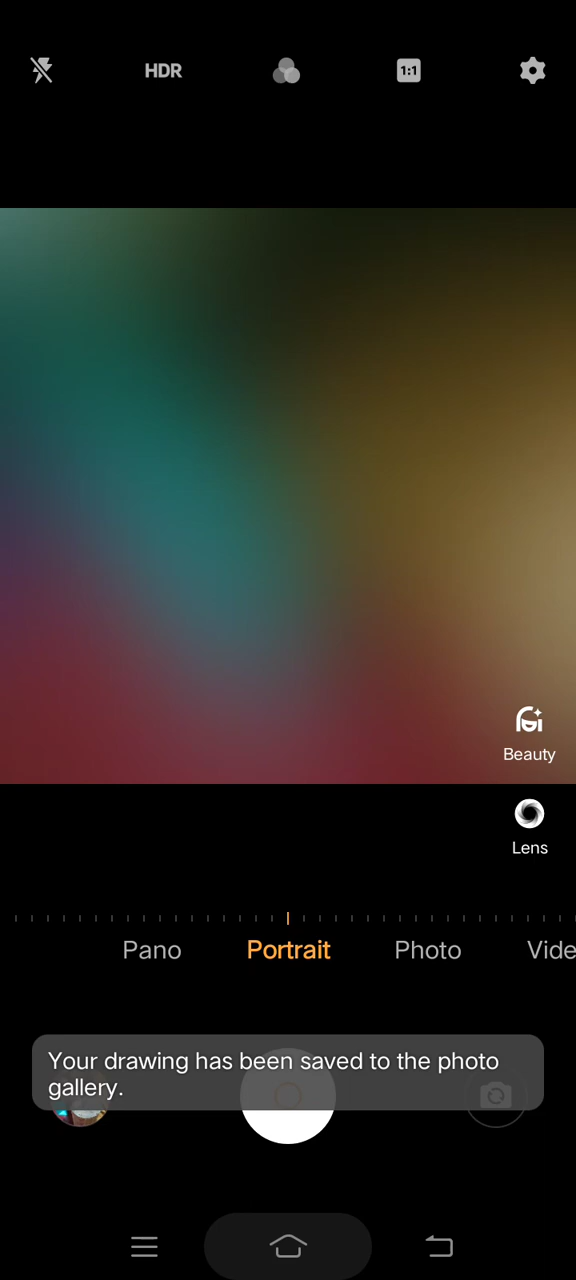 HDR
1:1
Beauty
Lens
Pano Portrait Photo Vide
Your drawing has been saved to the photo
gallery.